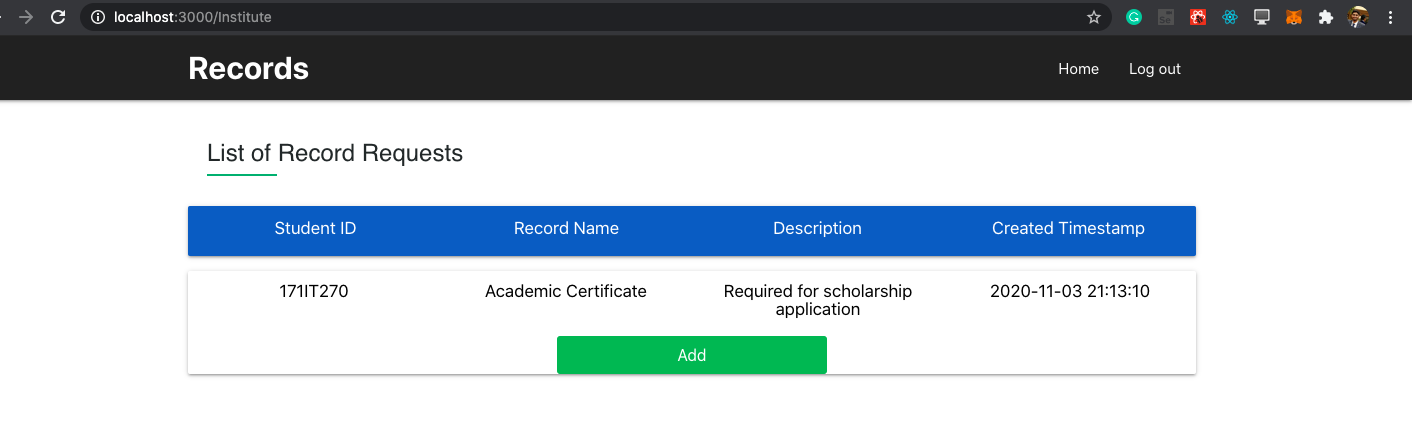 localhost:3000/Institute
Records
Home
Log out
List of Record Requests
Student ID
Record Name
Description
Created Timestamp
171IT270
Academic Certificate
Required for scholarship
application
2020-11-03 21:13:10
Add